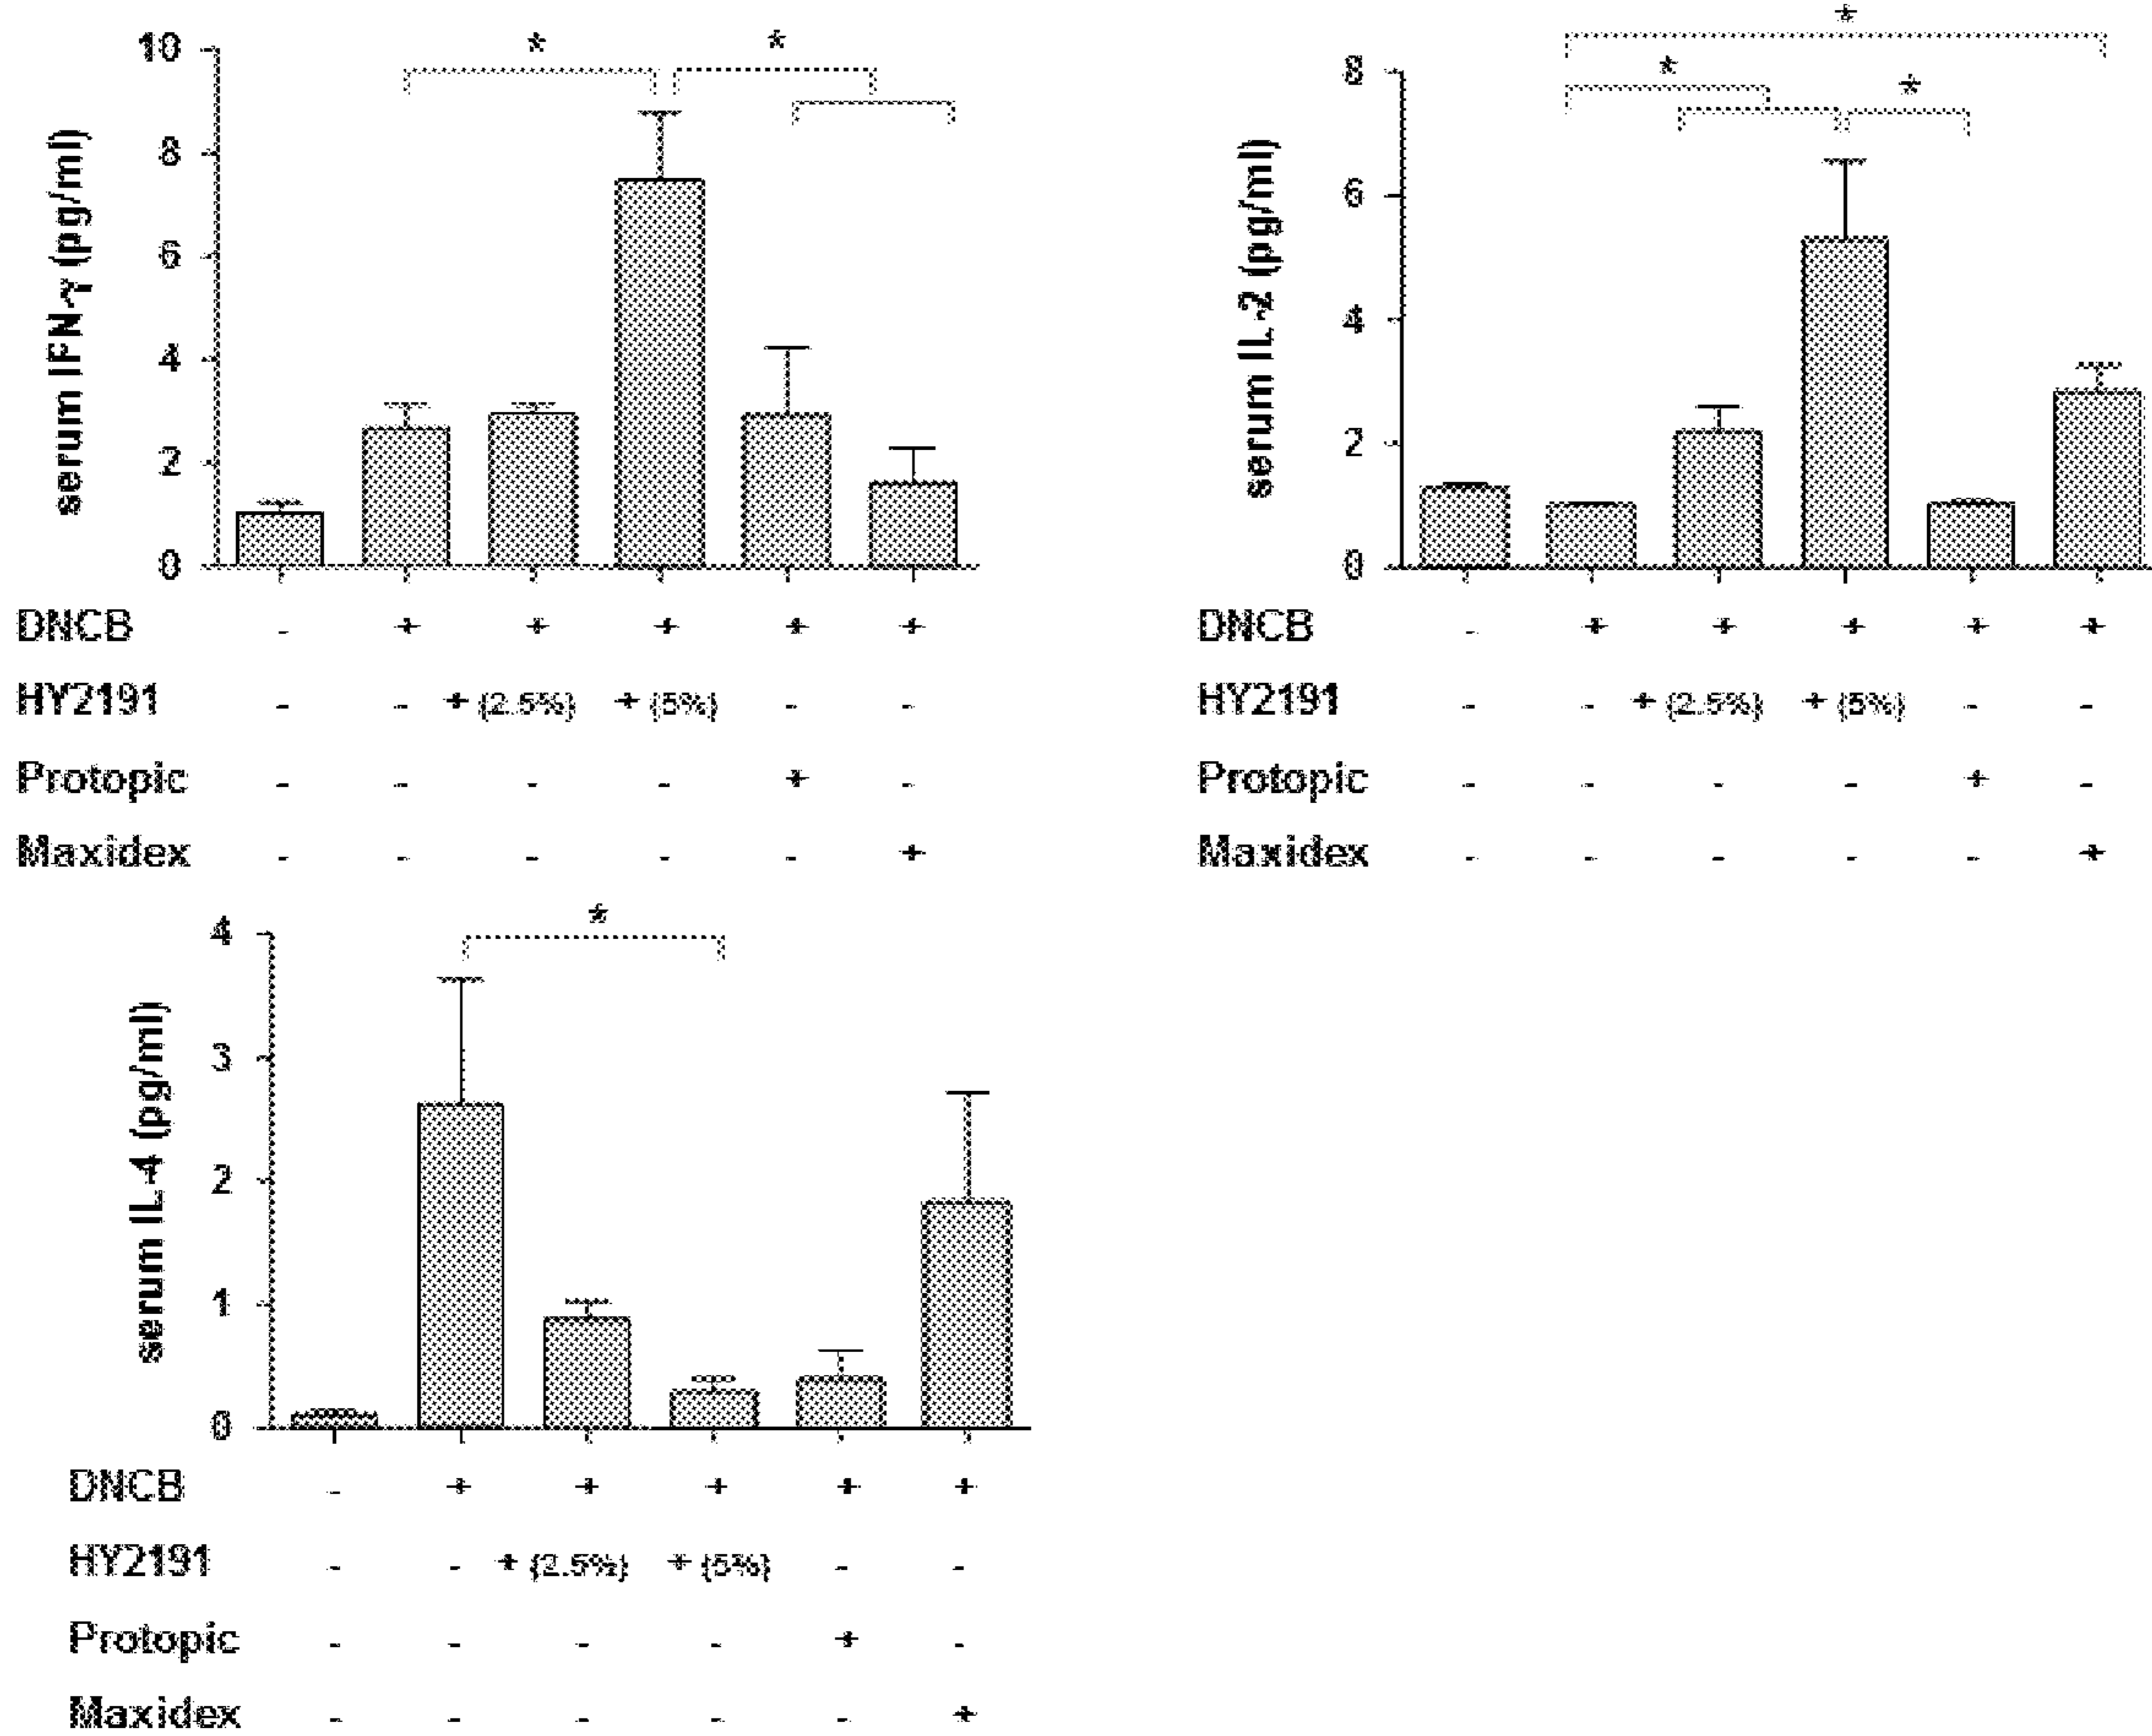 * *
10
8
6
4
2
0
serum IFN-γ (pg/ml)
DNCB - + + + + +
HY2191 - - + (2.5%) + (5%) - -
Protopic - - - - + -
Maxidex - - - - - +
*
* *
8
6
4
2
0
serum IL-2 (pg/ml)
DNCB - + + + + +
HY2191 - - + (2.5%) + (5%) - -
Protopic - - - - + -
Maxidex - - - - - +
*
4
3
2
1
0
serum IL-4 (pg/ml)
DNCB - + + + + +
HY2191 - - + (2.5%) + (5%) - -
Protopic - - - - + -
Maxidex - - - - - +